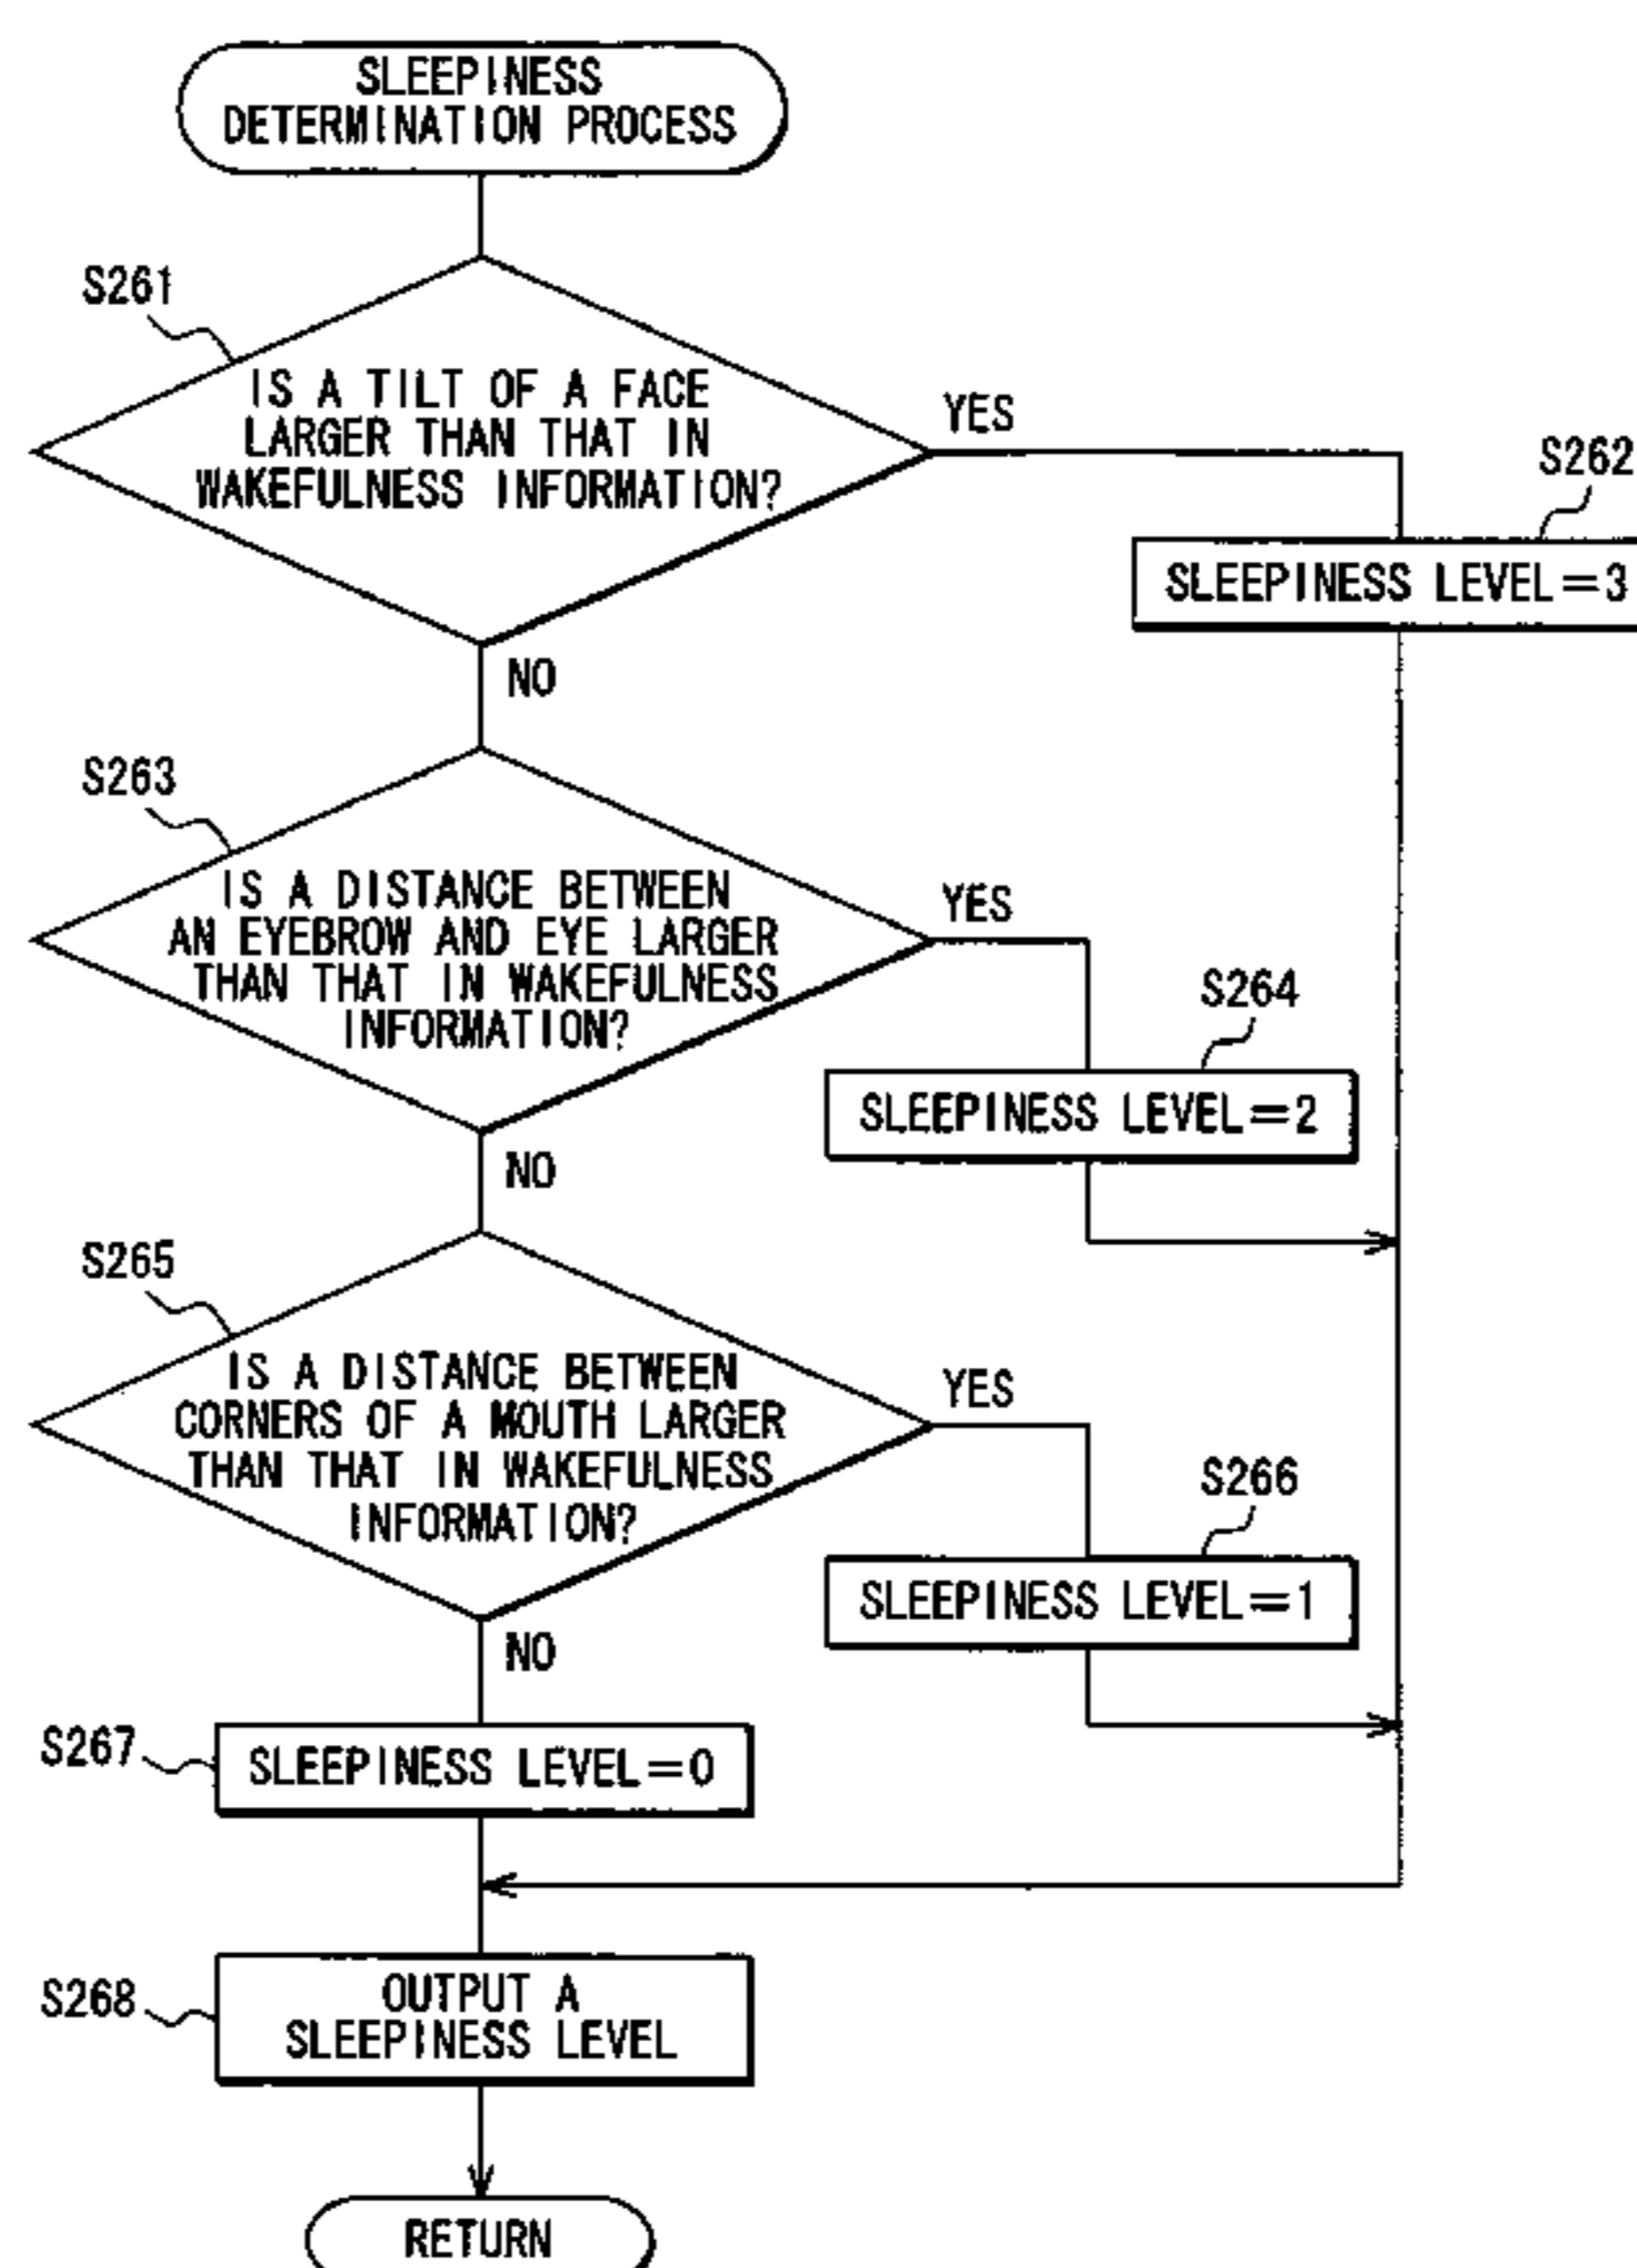 SLEEPINESS
DETERMINATION PROCESS
S261
IS A TILT OF A FACE
LARGER THAN THAT IN
WAKEFULNESS INFORMATION?
YES
S262
SLEEPINESS LEVEL=3
NO
S263
IS A DISTANCE BETWEEN
AN EYEBROW AND EYE LARGER
THAN THAT IN WAKEFULNESS
INFORMATION?
YES
S264
SLEEPINESS LEVEL=2
NO
S265
IS A DISTANCE BETWEEN
CORNERS OF A MOUTH LARGER
THAN THAT IN WAKEFULNESS
INFORMATION?
YES
S266
SLEEPINESS LEVEL=1
NO
S267
SLEEPINESS LEVEL=0
S268
OUTPUT A
SLEEPINESS LEVEL
RETURN